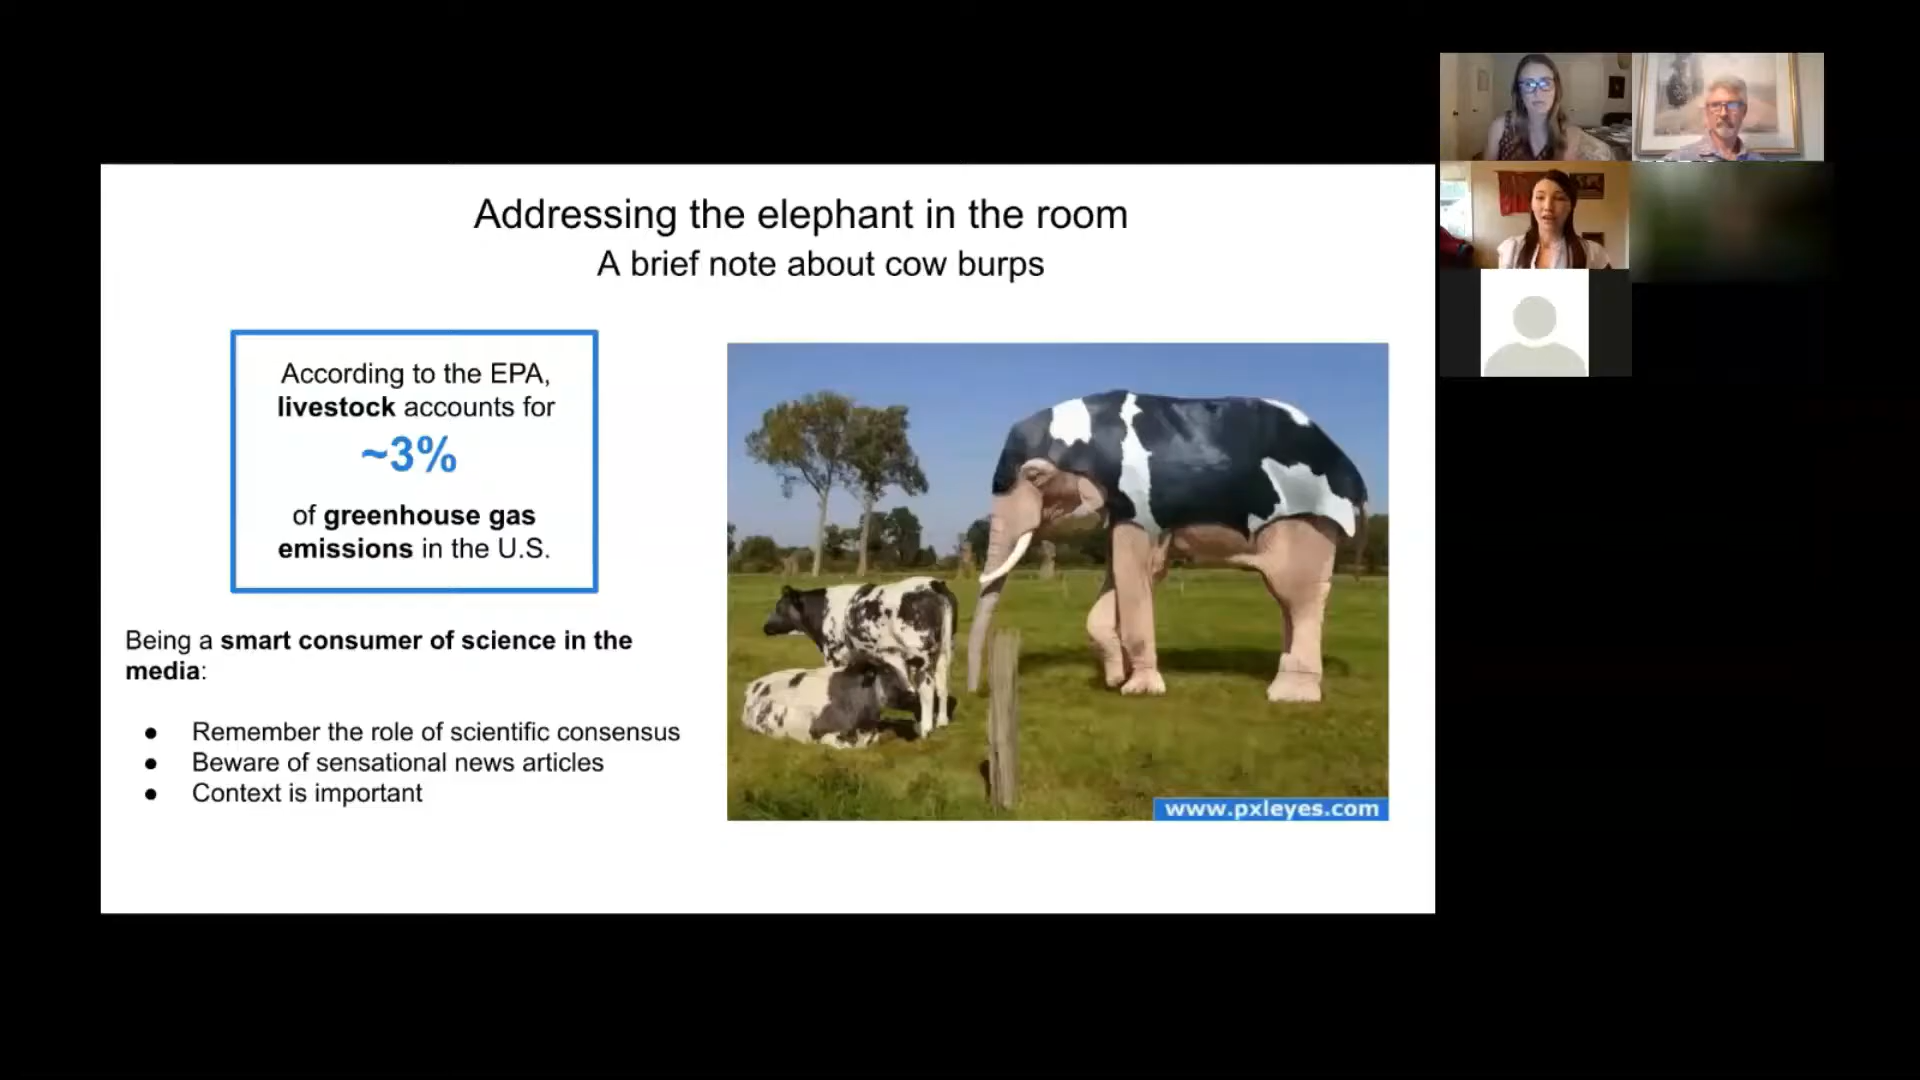 Addressing the elephant in the room
A brief note about cow burps
According to the EPA,
livestock accounts for
~3%
of greenhouse gas
emissions in the U.S.
Being a smart consumer of science in the
media:
● Remember the role of scientific consensus
● Beware of sensational news articles
● Context is important
www.pxleyes.com